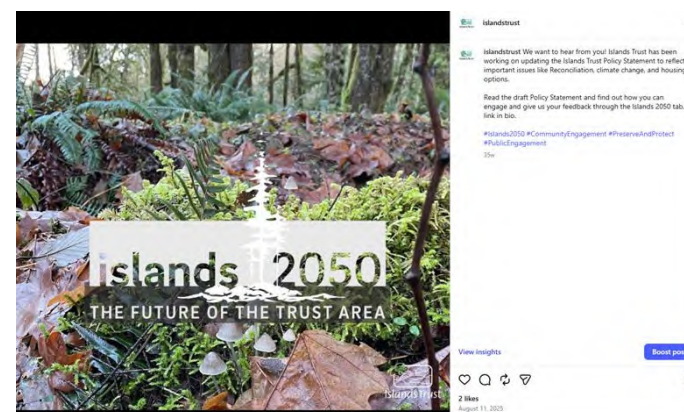 islandstrust
islandstrust We want to hear from you! Islands Trust has been
working on updating the Islands Trust Policy Statement to reflect
important issues like Reconciliation, climate change, and housing
options.
Read the draft Policy Statement and find out how you can
engage and give us your feedback through the Islands 2050 tab.
link in bio.
#Islands2050 #CommunityEngagement #PreserveAndProtect
#PublicEngagement
35w
islands 2050
THE FUTURE OF THE TRUST AREA
Islands Trust
View insights
Boost pos
2 likes
August 11, 2025